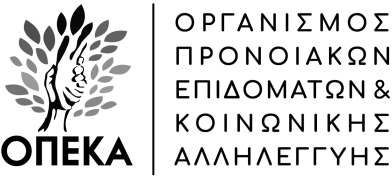 ΟΠΕΚΑ
ΟΡΓΑΝΙΣΜΟΣ
ΠΡΟΝΟΙΑΚΩΝ
ΕΠΙΔΟΜΑΤΩΝ &
ΚΟΙΝΩΝΙΚΗΣ
ΑΛΛΗΛΕΓΓΥΗΣ